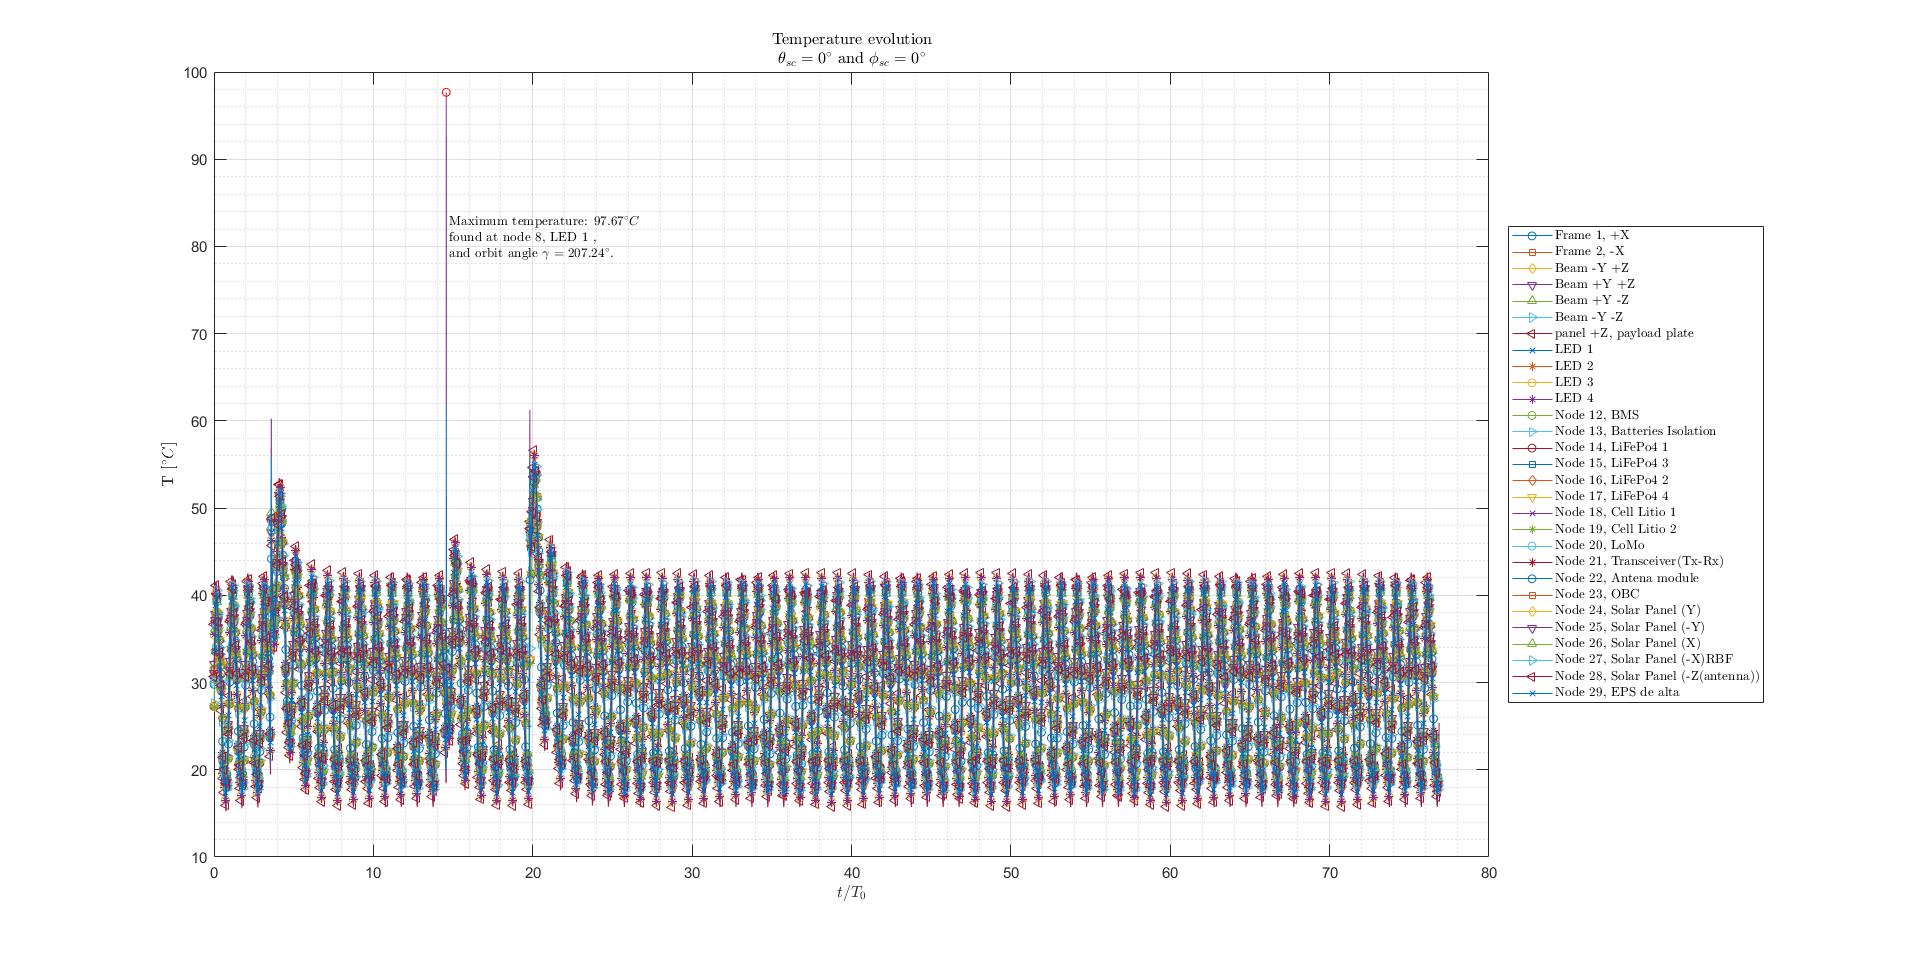 Temperature evolution
θsc = 0° and ϕsc = 0°
100
90
80
70
60
50
40
30
20
10
T [°C]
Maximum temperature: 97.67°C
found at node 8, LED 1 ,
and orbit angle γ = 207.24°.
0 10 20 30 40 50 60 70 80
t/T0
Frame 1, +X
Frame 2, -X
Beam -Y +Z
Beam +Y +Z
Beam +Y -Z
Beam -Y -Z
panel +Z, payload plate
LED 1
LED 2
LED 3
LED 4
Node 12, BMS
Node 13, Batteries Isolation
Node 14, LiFePo4 1
Node 15, LiFePo4 3
Node 16, LiFePo4 2
Node 17, LiFePo4 4
Node 18, Cell Litio 1
Node 19, Cell Litio 2
Node 20, LoMo
Node 21, Transceiver(Tx-Rx)
Node 22, Antena module
Node 23, OBC
Node 24, Solar Panel (Y)
Node 25, Solar Panel (-Y)
Node 26, Solar Panel (X)
Node 27, Solar Panel (-X)RBF
Node 28, Solar Panel (-Z(antenna))
Node 29, EPS de alta